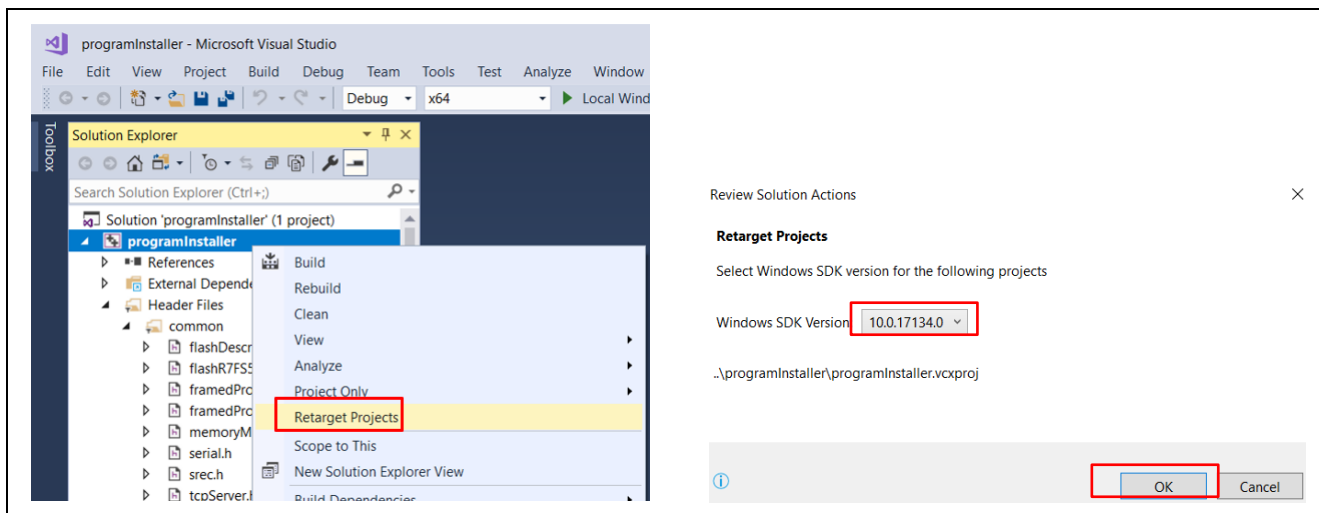 programInstaller - Microsoft Visual Studio
File Edit View Project Build Debug Team Tools Test Analyze Window
Debug x64 Local Wind
Toolbox
Solution Explorer
Search Solution Explorer (Ctrl+;)
Solution 'programInstaller' (1 project)
programInstaller
References
External Depende
Header Files
common
flashDescr
flashR7FS5
framedPro
framedPro
memoryM
serial.h
srec.h
tcpServer.h
Build
Rebuild
Clean
View
Analyze
Project Only
Retarget Projects
Scope to This
New Solution Explorer View
Build Dependencies
Review Solution Actions
Retarget Projects
Select Windows SDK version for the following projects
Windows SDK Version 10.0.17134.0
..\programInstaller\programInstaller.vcxproj
OK Cancel